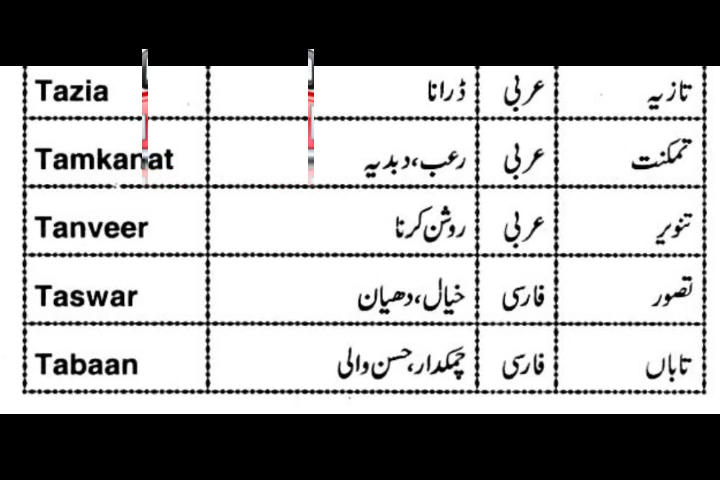 Tazia ڈرانا عربی تازیہ
Tamkanat رعب،دبدبہ عربی تمکنت
Tanveer روشن کرنا عربی تنویر
Taswar خیال،دھیان فارسی تصور
Tabaan چمکدار،حسن والی فارسی تاباں